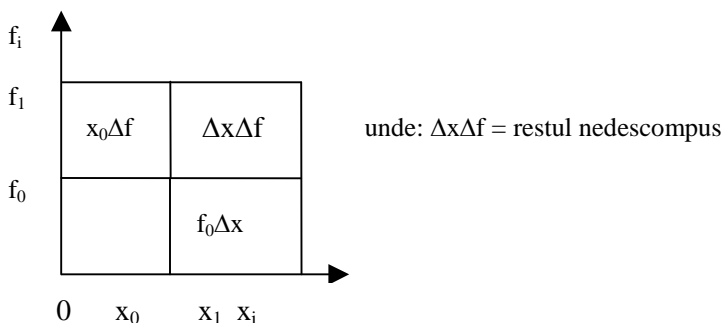 fᵢ
f₁
x₀Δf ΔxΔf unde: ΔxΔf = restul nedescompus
f₀
f₀Δx
0 x₀ x₁ xᵢ